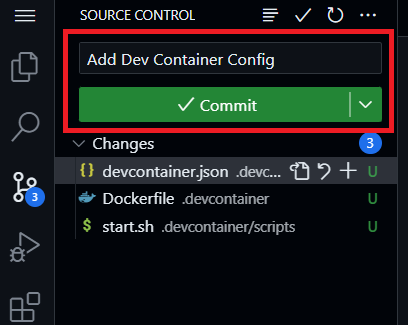 SOURCE CONTROL
Add Dev Container Config
Commit
Changes 3
{} devcontainer.json .devc... U
3
Dockerfile .devcontainer U
$ start.sh .devcontainer/scripts U